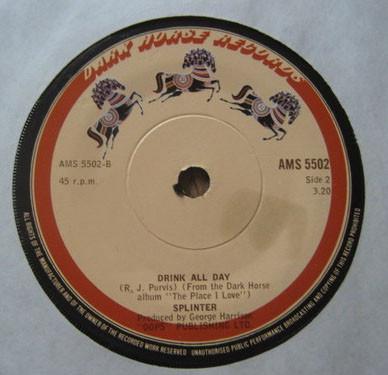 DARK HORSE RECORDS
AMS 5502-B
45 r.p.m.
AMS 5502
Side 2
3.20
DRINK ALL DAY
(R, J. Purvis) (From the Dark Horse
album "The Place I Love")
SPLINTER
Produced by George Harrison
"OOPS" PUBLISHING LTD.
ALL RIGHTS OF THE MANUFACTURER AND OF THE OWNER OF THE RECORDED WORK RESERVED UNAUTHORISED PUBLIC PERFORMANCE BROADCASTING AND COPYING OF THIS RECORD PROHIBITED